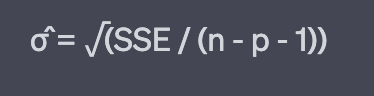 σ̂ = √(SSE / (n - p - 1))